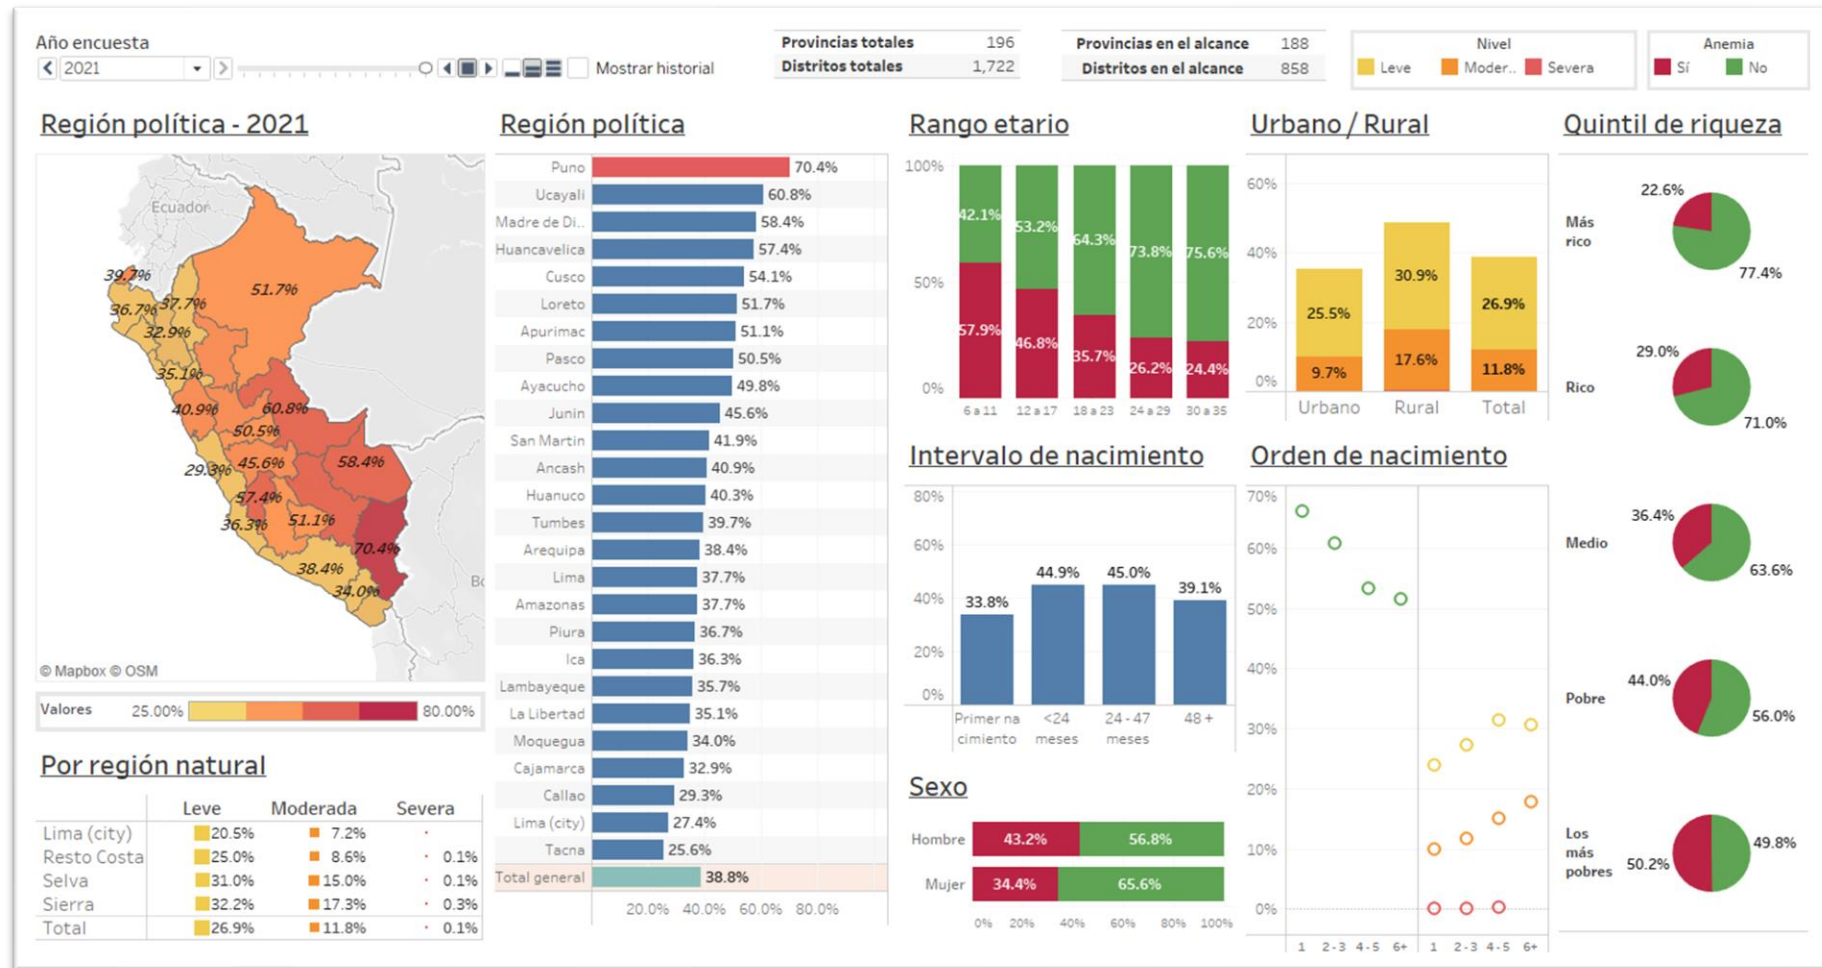 Año encuesta
2021
Mostrar historial
Provincias totales 196
Distritos totales 1,722
Provincias en el alcance 188
Distritos en el alcance 858
Nivel
Leve Moder.. Severa
Anemia
Sí No
Región política - 2021
Ecuador
39.7%
51.7%
36.7% 37.7%
32.9%
35.1%
40.9% 60.8%
50.5%
29.3% 45.6% 58.4%
57.4%
36.3% 51.1%
70.4%
38.4%
34.0%
Bo
© Mapbox © OSM
Valores 25.00% 80.00%
Por región natural
Leve Moderada Severa
Lima (city) 20.5% 7.2%
Resto Costa 25.0% 8.6% 0.1%
Selva 31.0% 15.0% 0.1%
Sierra 32.2% 17.3% 0.3%
Total 26.9% 11.8% 0.1%
Región política
Puno 70.4%
Ucayali 60.8%
Madre de Di.. 58.4%
Huancavelica 57.4%
Cusco 54.1%
Loreto 51.7%
Apurimac 51.1%
Pasco 50.5%
Ayacucho 49.8%
Junin 45.6%
San Martin 41.9%
Ancash 40.9%
Huanuco 40.3%
Tumbes 39.7%
Arequipa 38.4%
Lima 37.7%
Amazonas 37.7%
Piura 36.7%
Ica 36.3%
Lambayeque 35.7%
La Libertad 35.1%
Moquegua 34.0%
Cajamarca 32.9%
Callao 29.3%
Lima (city) 27.4%
Tacna 25.6%
Total general 38.8%
20.0% 40.0% 60.0% 80.0%
Rango etario
100%
42.1% 53.2% 64.3% 73.8% 75.6%
50%
57.9% 46.8% 35.7% 26.2% 24.4%
0%
6 a 11 12 a 17 18 a 23 24 a 29 30 a 35
Intervalo de nacimiento
80%
60%
44.9% 45.0%
40% 33.8% 39.1%
20%
0%
Primer na <24 24 - 47 48 +
cimiento meses meses
Sexo
Hombre 43.2% 56.8%
Mujer 34.4% 65.6%
0% 20% 40% 60% 80% 100%
Urbano / Rural
60%
40%
30.9%
25.5% 26.9%
20%
9.7% 17.6% 11.8%
0%
Urbano Rural Total
Orden de nacimiento
70%
60%
50%
40%
30%
20%
10%
0%
1 2-3 4-5 6+ 1 2-3 4-5 6+
Quintil de riqueza
22.6%
Más
rico
77.4%
29.0%
Rico
71.0%
36.4%
Medio
63.6%
44.0%
Pobre
56.0%
Los
más
pobres
50.2%
49.8%